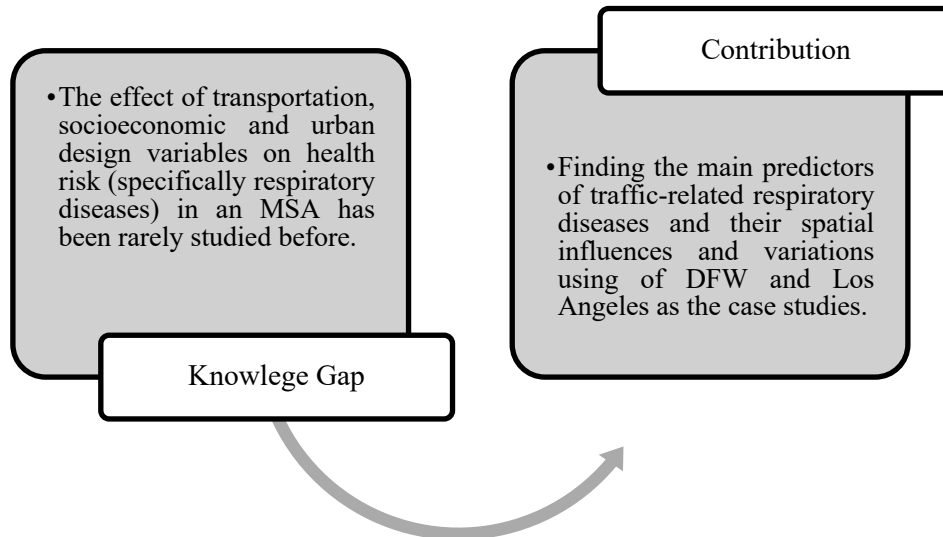 •The effect of transportation,
socioeconomic and urban
design variables on health
risk (specifically respiratory
diseases) in an MSA has
been rarely studied before.
Knowlege Gap
Contribution
•Finding the main predictors
of traffic-related respiratory
diseases and their spatial
influences and variations
using of DFW and Los
Angeles as the case studies.